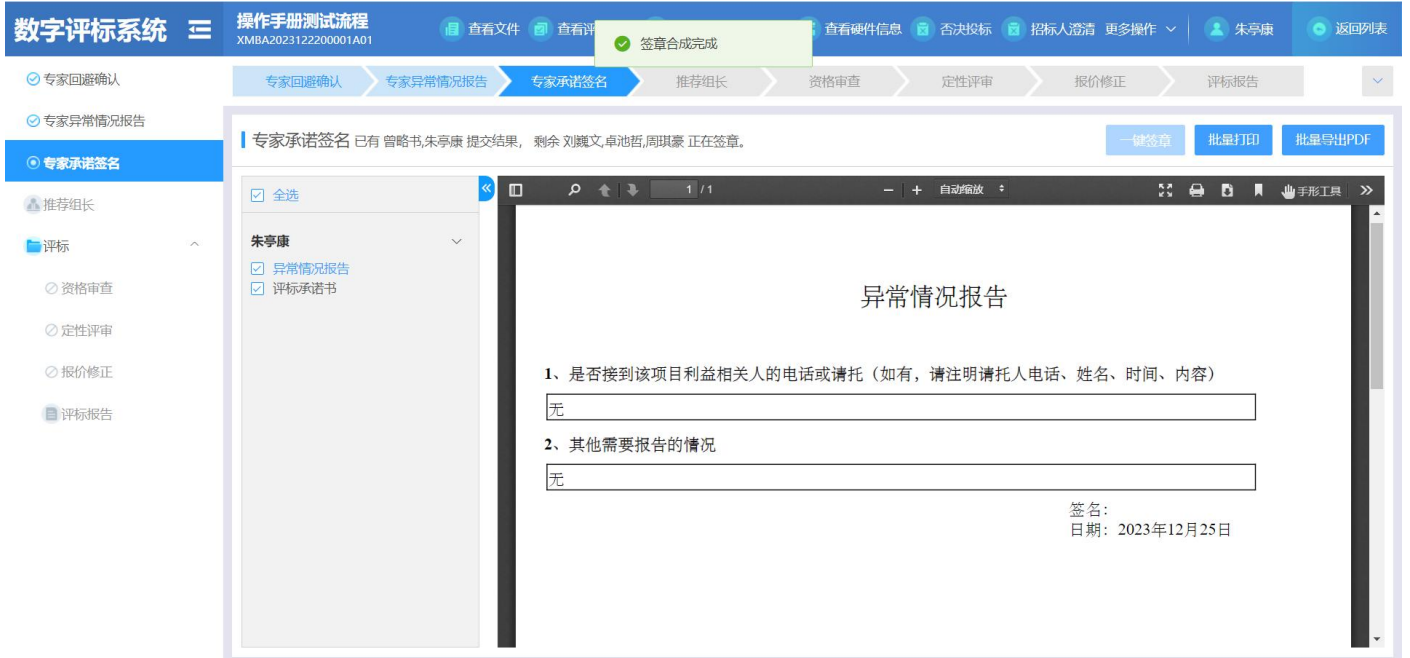 数字评标系统
操作手册测试流程
XMBA2023122200001A01
查看文件
查看评
签章合成完成
查看硬件信息
否决投标
招标人澄清
更多操作
朱亭康
返回列表
专家回避确认
专家异常情况报告
专家承诺签名
推荐组长
评标
资格审查
定性评审
报价修正
评标报告
专家回避确认
专家异常情况报告
专家承诺签名
推荐组长
资格审查
定性评审
报价修正
评标报告
专家承诺签名 已有 曾略书,朱亭康 提交结果, 剩余 刘巍文,卓池哲,周琪豪 正在签章。
一键签章
批量打印
批量导出PDF
全选
朱亭康
异常情况报告
评标承诺书
1 / 1
自动缩放
手形工具
异常情况报告
1、是否接到该项目利益相关人的电话或请托（如有，请注明请托人电话、姓名、时间、内容）
无
2、其他需要报告的情况
无
签名：
日期：2023年12月25日